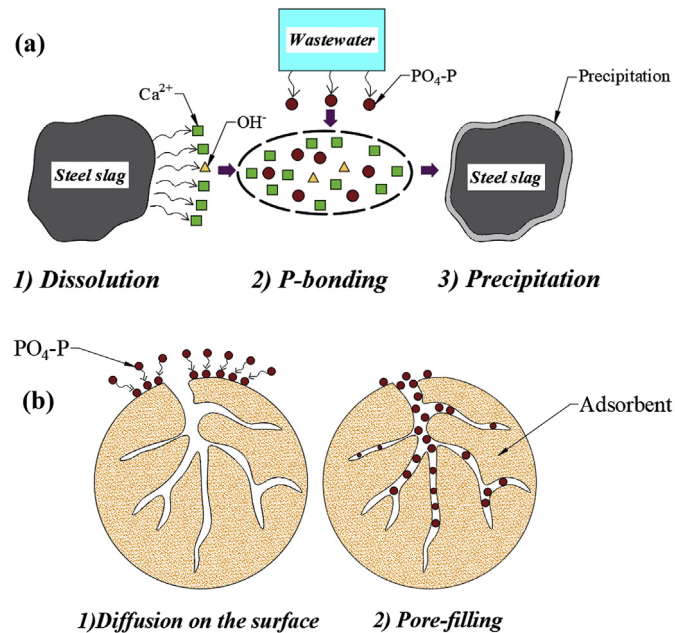 (a)
Wastewater
PO4-P
Precipitation
Ca²⁺
OH⁻
Steel slag
Steel slag
1) Dissolution
2) P-bonding
3) Precipitation
PO4-P
(b)
Adsorbent
1)Diffusion on the surface
2) Pore-filling